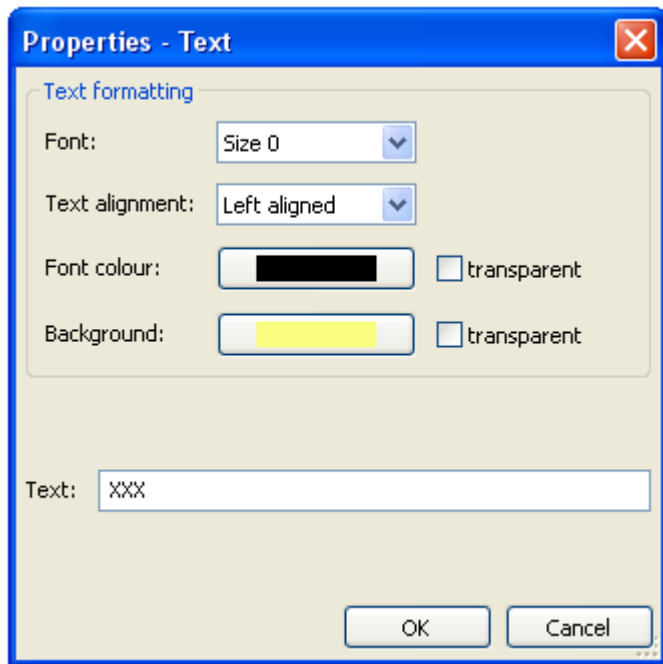 Properties - Text
Text formatting
Font: Size 0
Text alignment: Left aligned
Font colour: transparent
Background: transparent
Text: XXX
OK Cancel